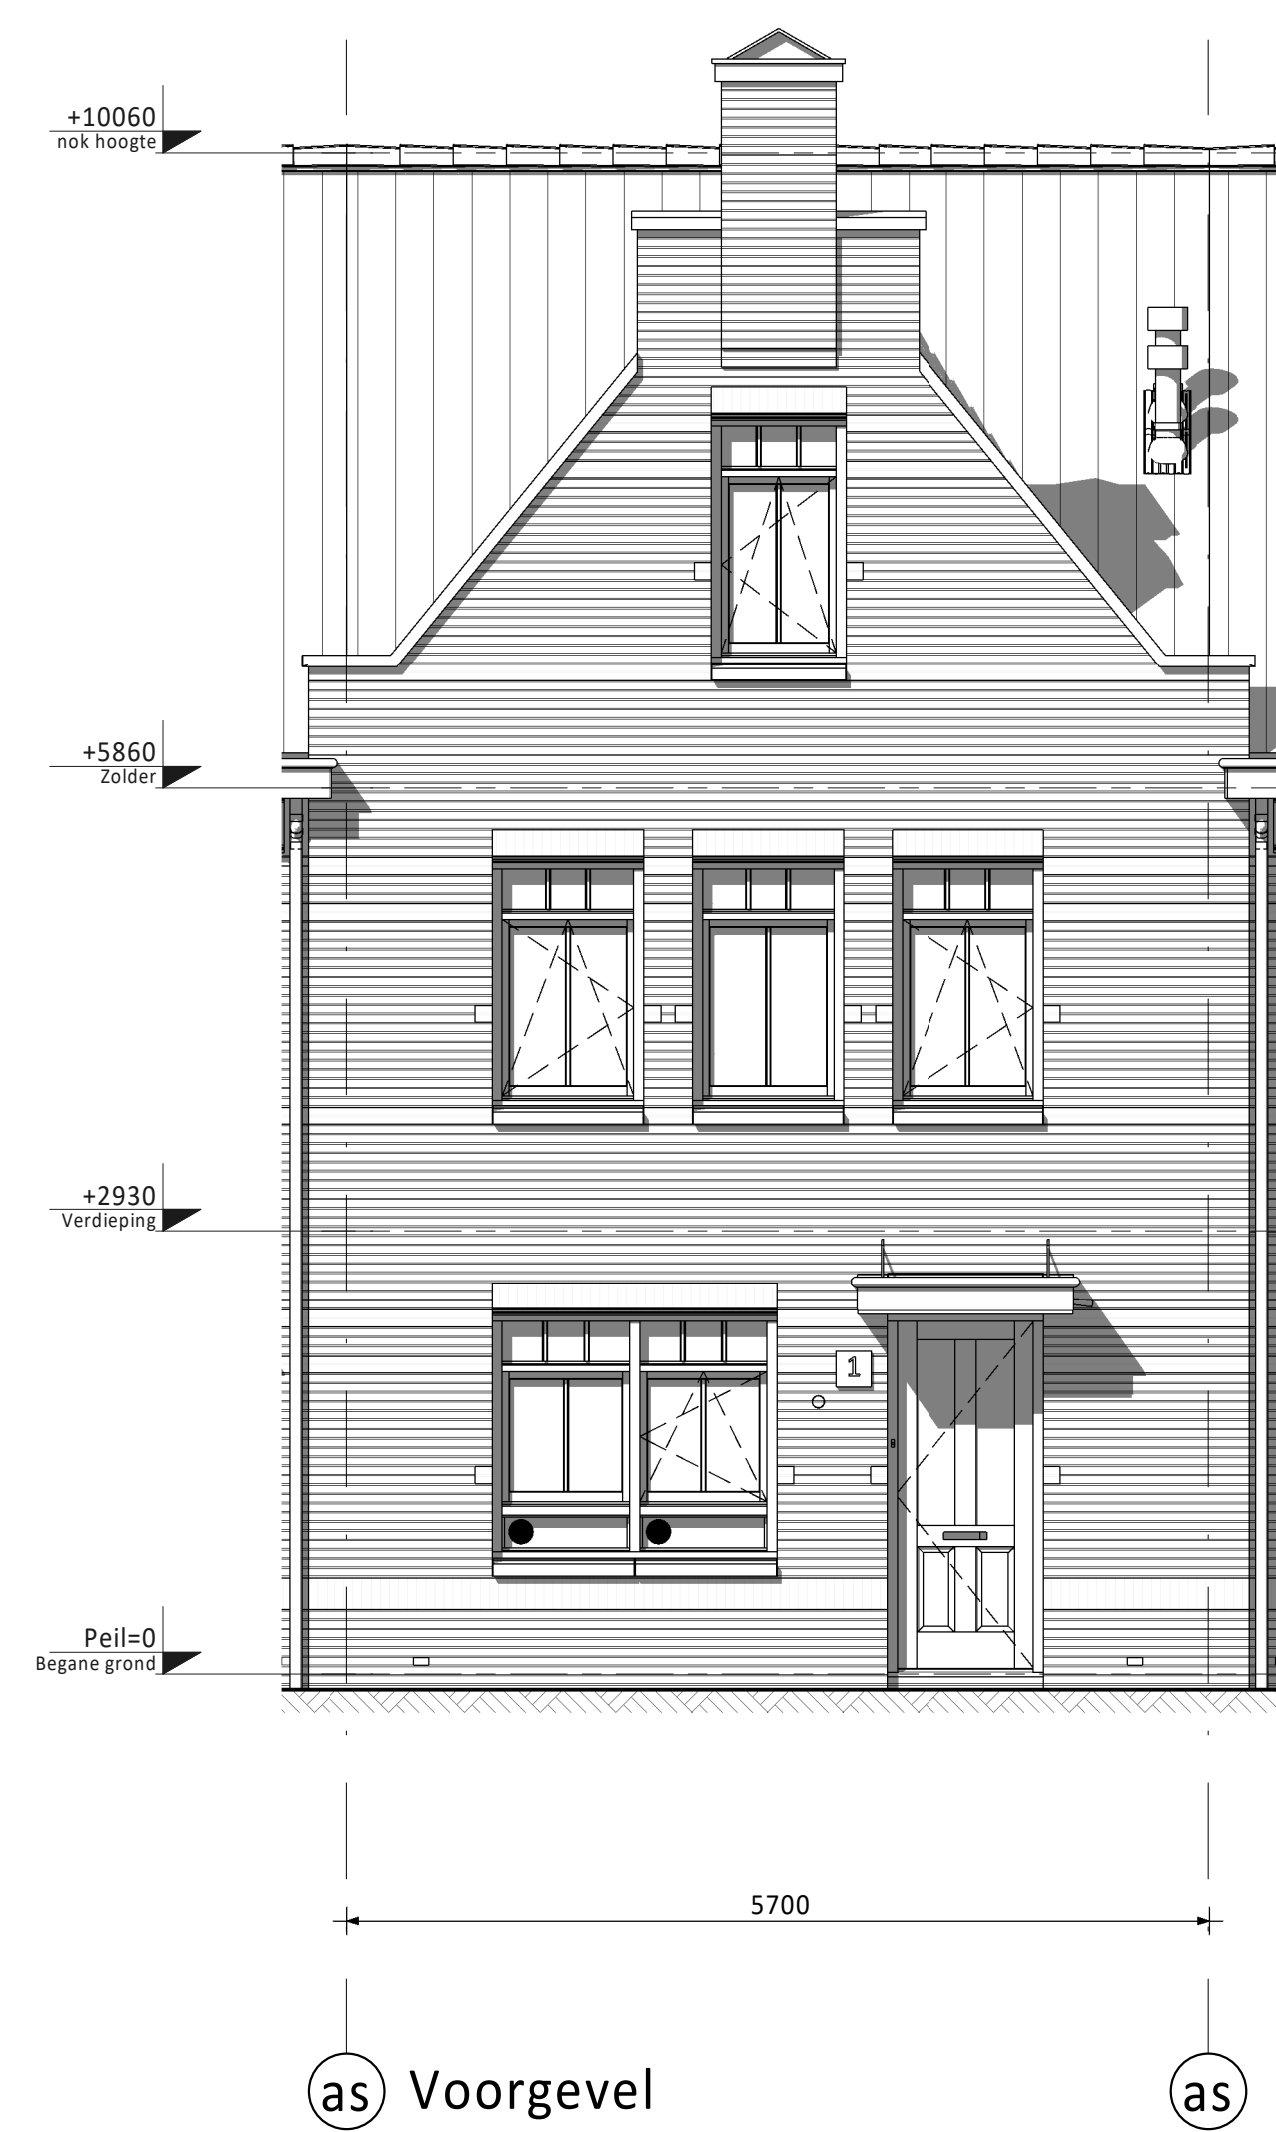 +10060
nok hoogte
+5860
Zolder
+2930
Verdieping
1
Peil=0
Begane grond
5700
as Voorgevel as